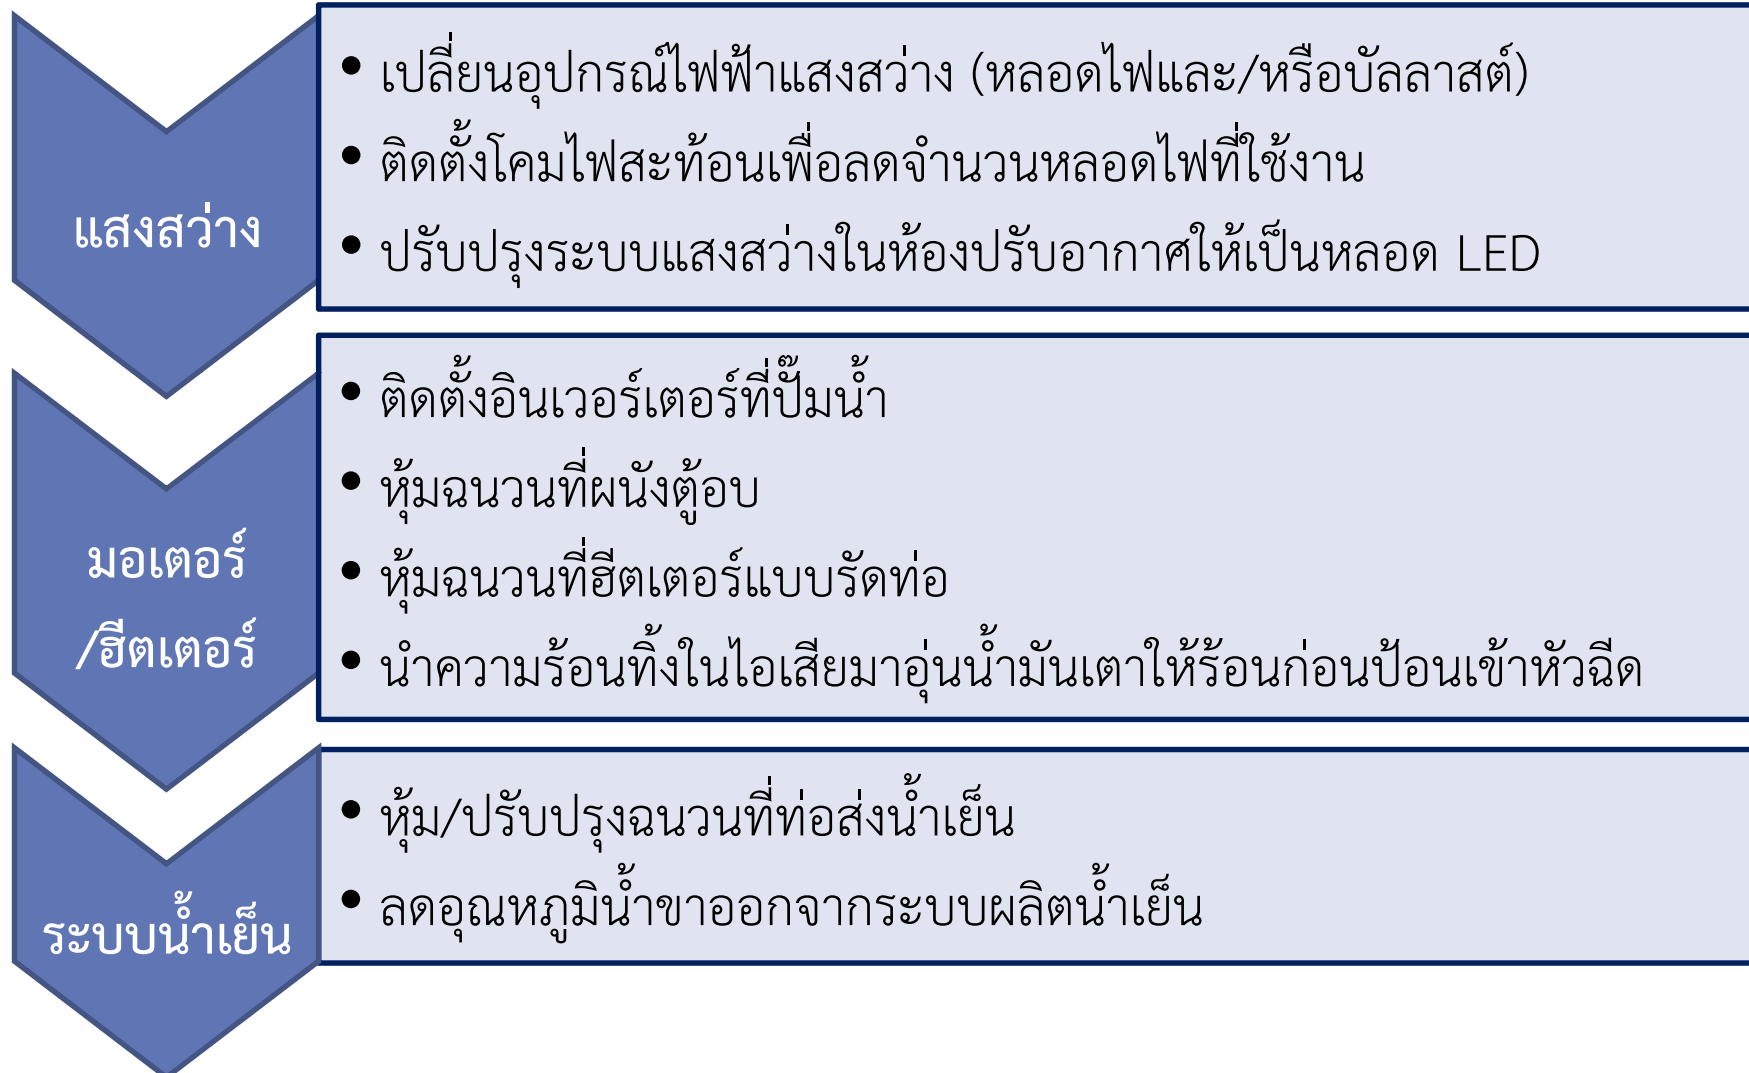 แสงสว่าง
• เปลี่ยนอุปกรณ์ไฟฟ้าแสงสว่าง (หลอดไฟและ/หรือบัลลาสต์)
• ติดตั้งโคมไฟสะท้อนเพื่อลดจำนวนหลอดไฟที่ใช้งาน
• ปรับปรุงระบบแสงสว่างในห้องปรับอากาศให้เป็นหลอด LED
มอเตอร์
/ฮีตเตอร์
• ติดตั้งอินเวอร์เตอร์ที่ปั๊มน้ำ
• หุ้มฉนวนที่ผนังตู้อบ
• หุ้มฉนวนที่ฮีตเตอร์แบบรัดท่อ
• นำความร้อนทิ้งในไอเสียมาอุ่นน้ำมันเตาให้ร้อนก่อนป้อนเข้าหัวฉีด
ระบบน้ำเย็น
• หุ้ม/ปรับปรุงฉนวนที่ท่อส่งน้ำเย็น
• ลดอุณหภูมิน้ำขาออกจากระบบผลิตน้ำเย็น